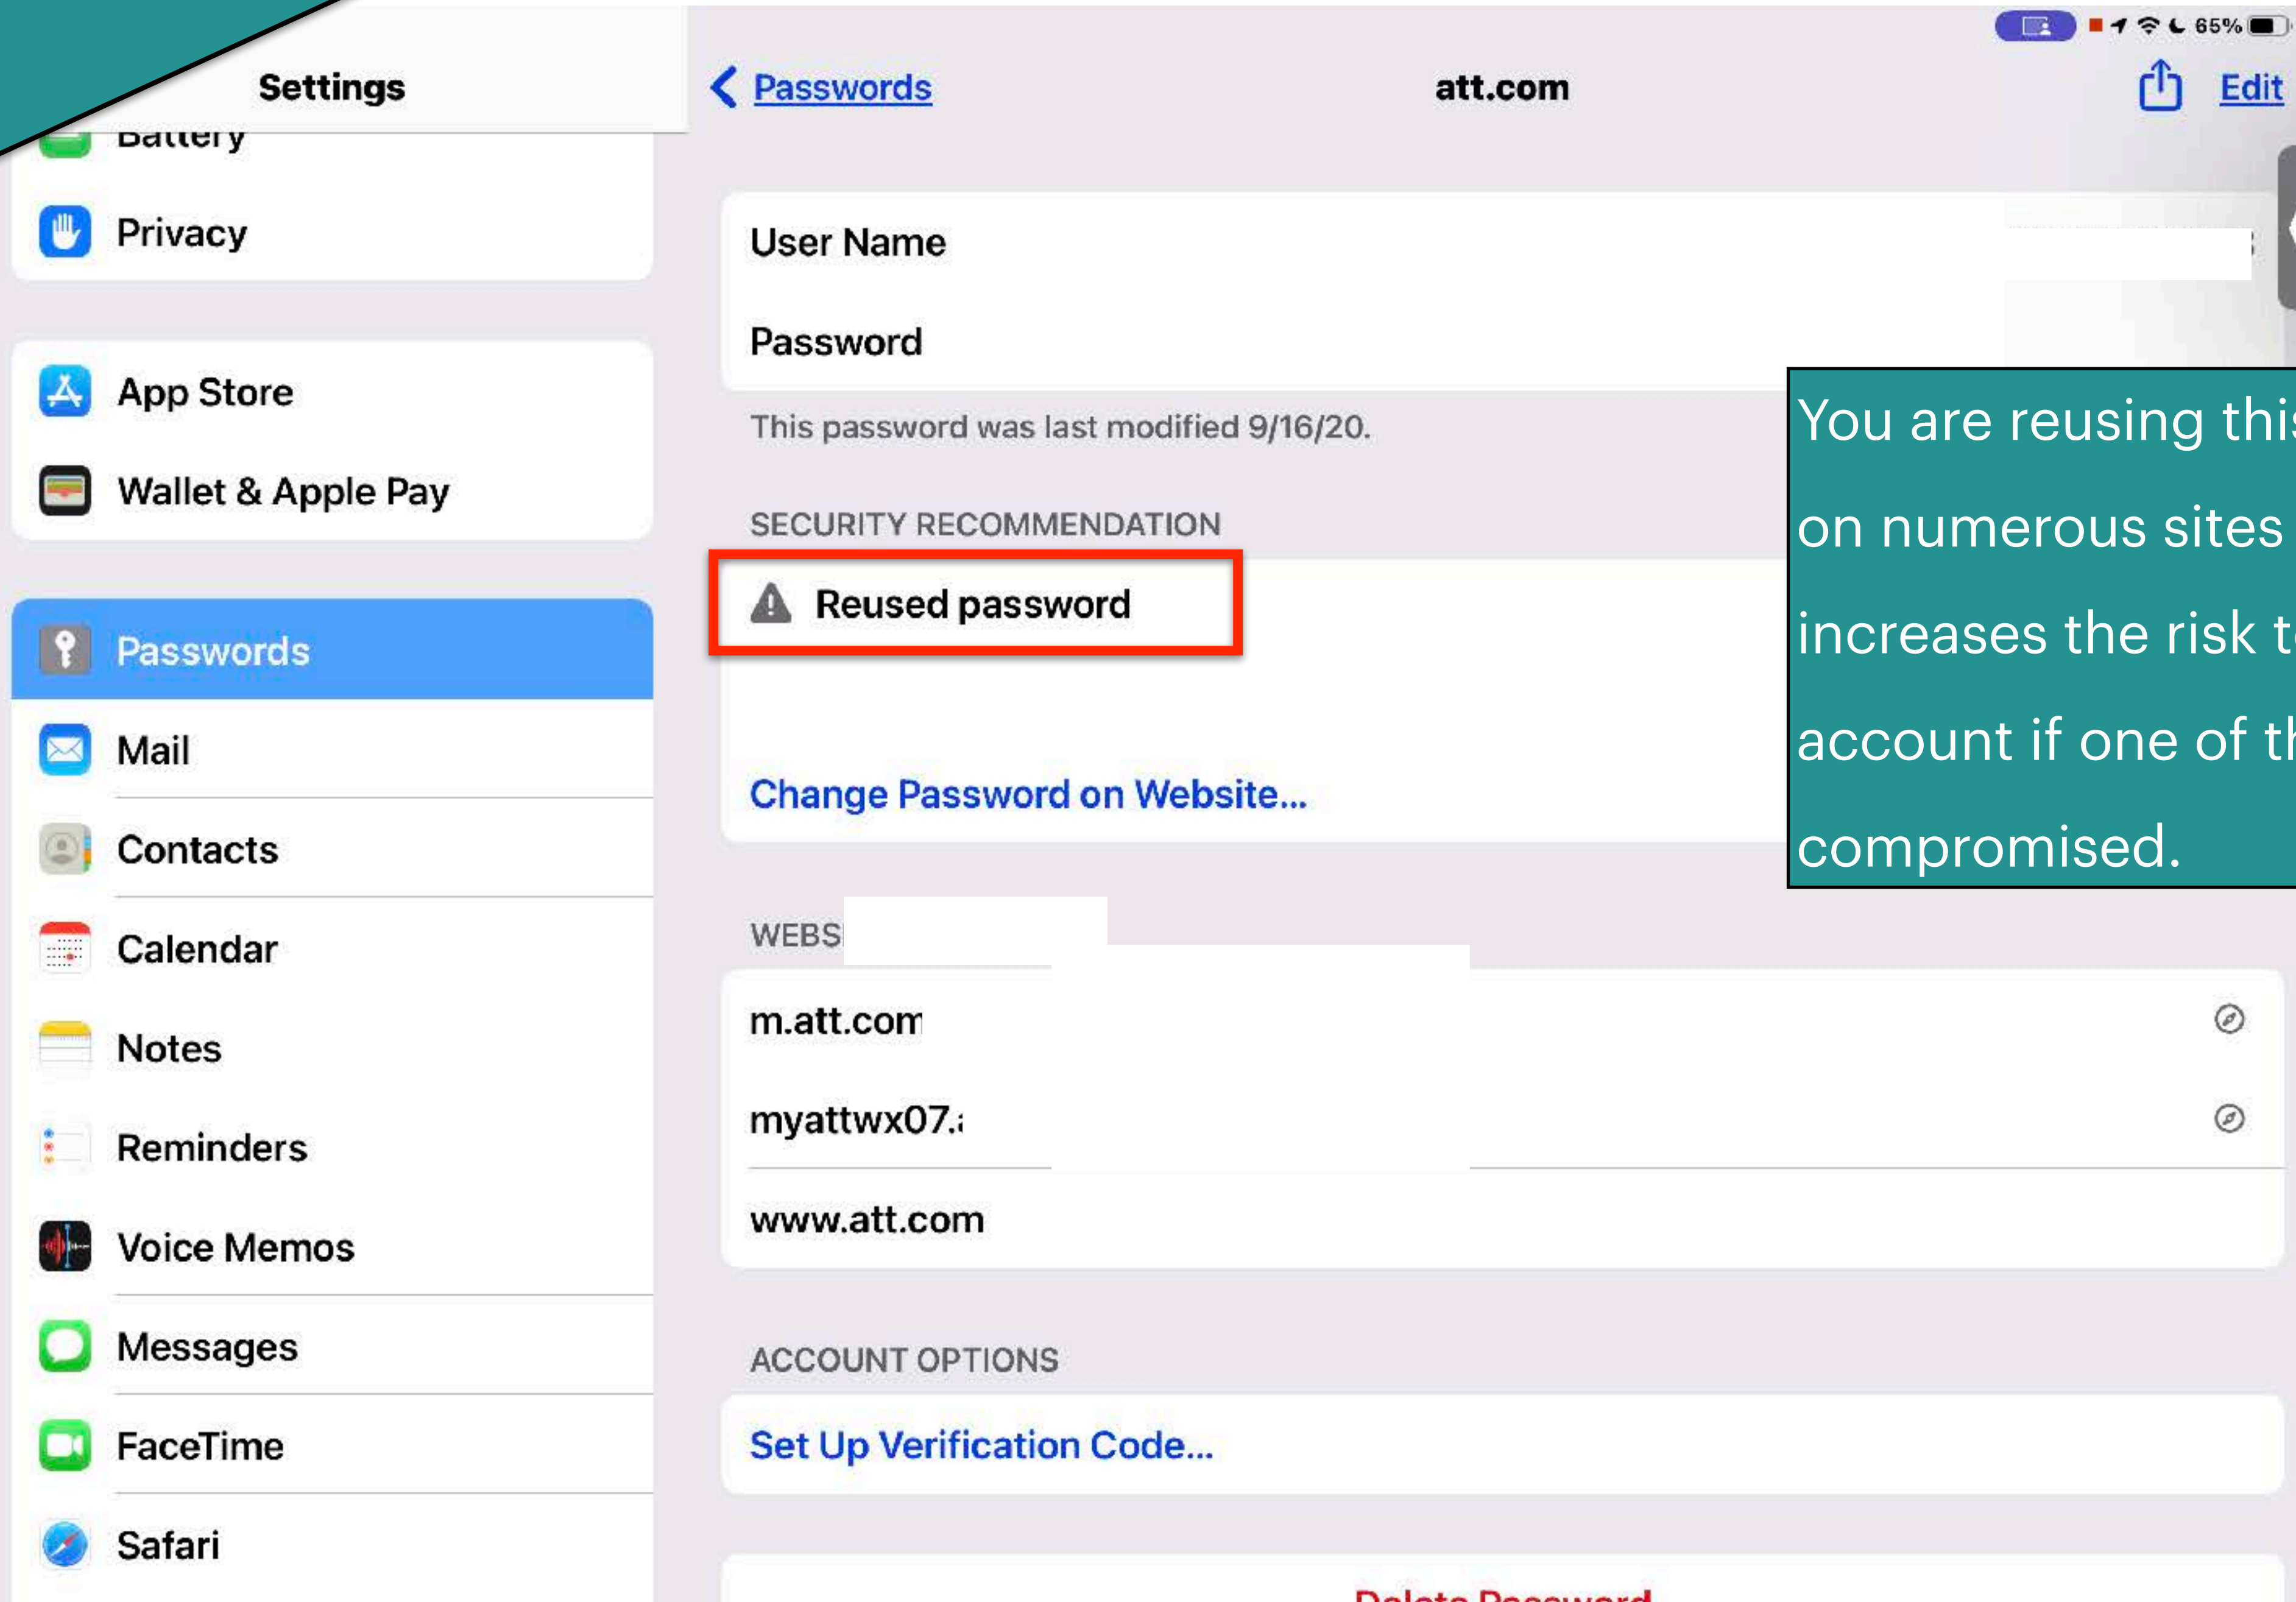 65%
Settings
Passwords
att.com
Edit
Battery
Privacy
App Store
Wallet & Apple Pay
Passwords
Mail
Contacts
Calendar
Notes
Reminders
Voice Memos
Messages
FaceTime
Safari
User Name
Password
This password was last modified 9/16/20.
SECURITY RECOMMENDATION
Reused password
Change Password on Website...
You are reusing this
on numerous sites
increases the risk
account if one of
compromised.
WEBS
m.att.com
myattwx07.
www.att.com
ACCOUNT OPTIONS
Set Up Verification Code...
Delete Password